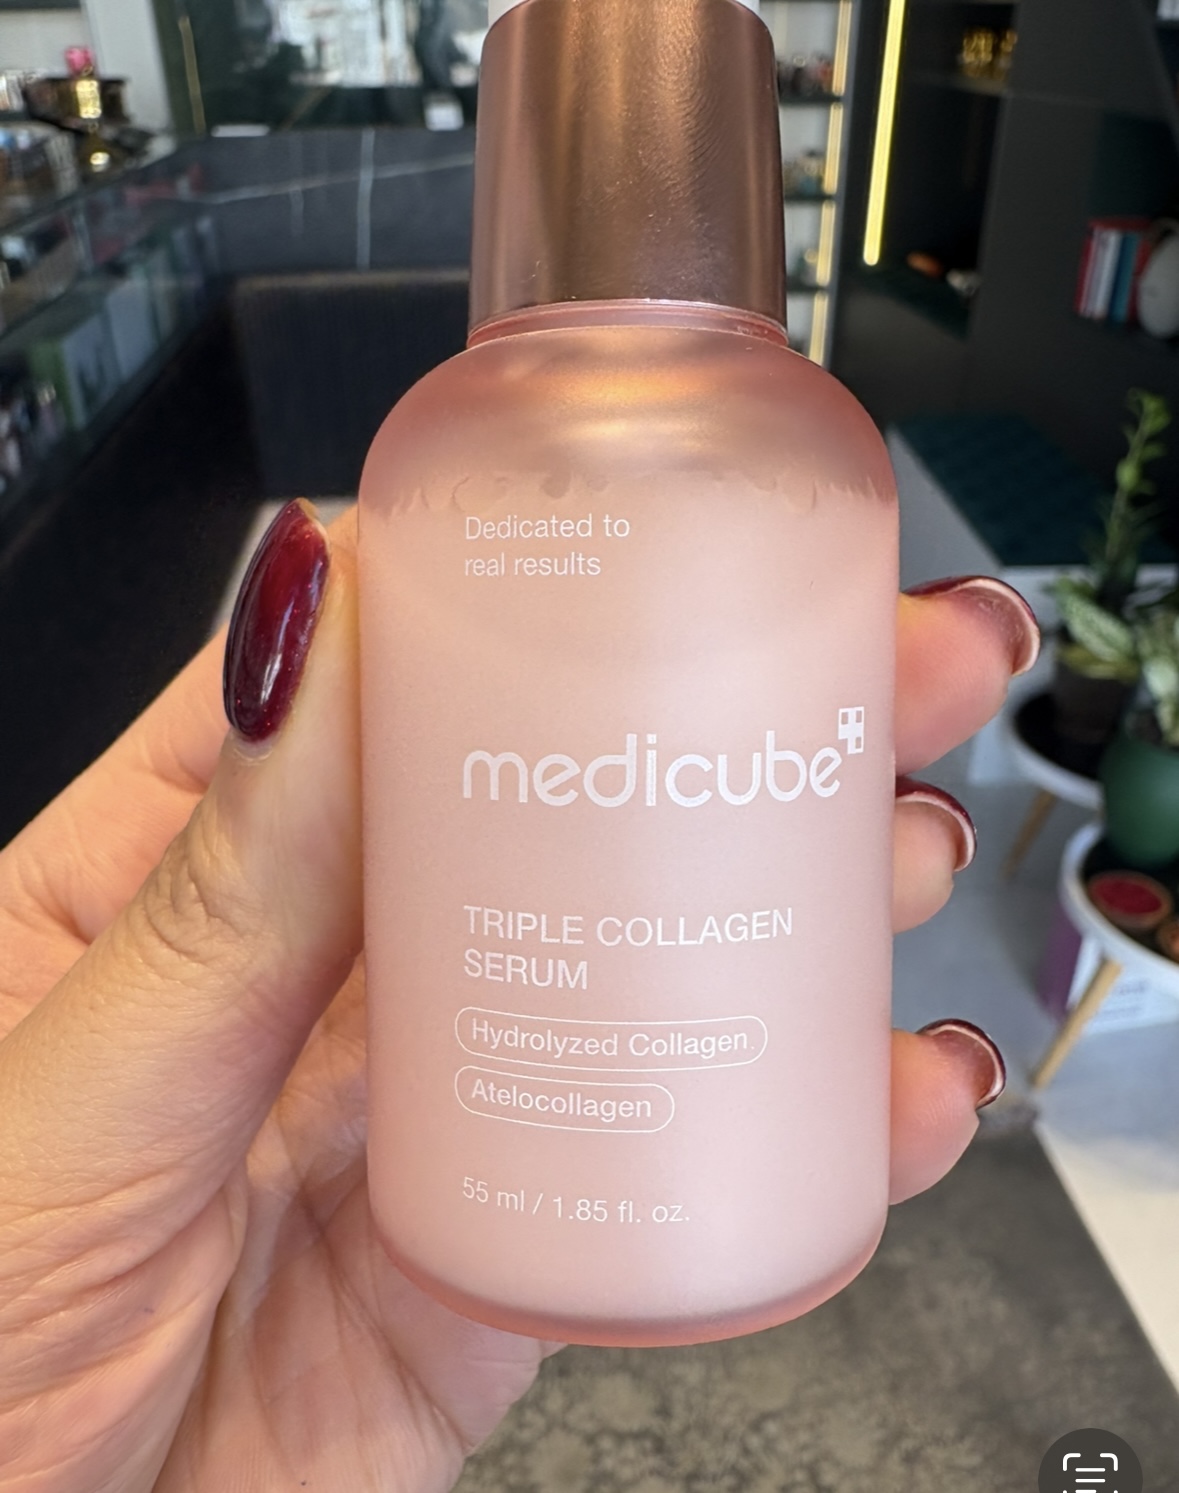 Dedicated to
real results
medicube
TRIPLE COLLAGEN
SERUM
Hydrolyzed Collagen
Atelocollagen
55 ml / 1.85 fl. oz.